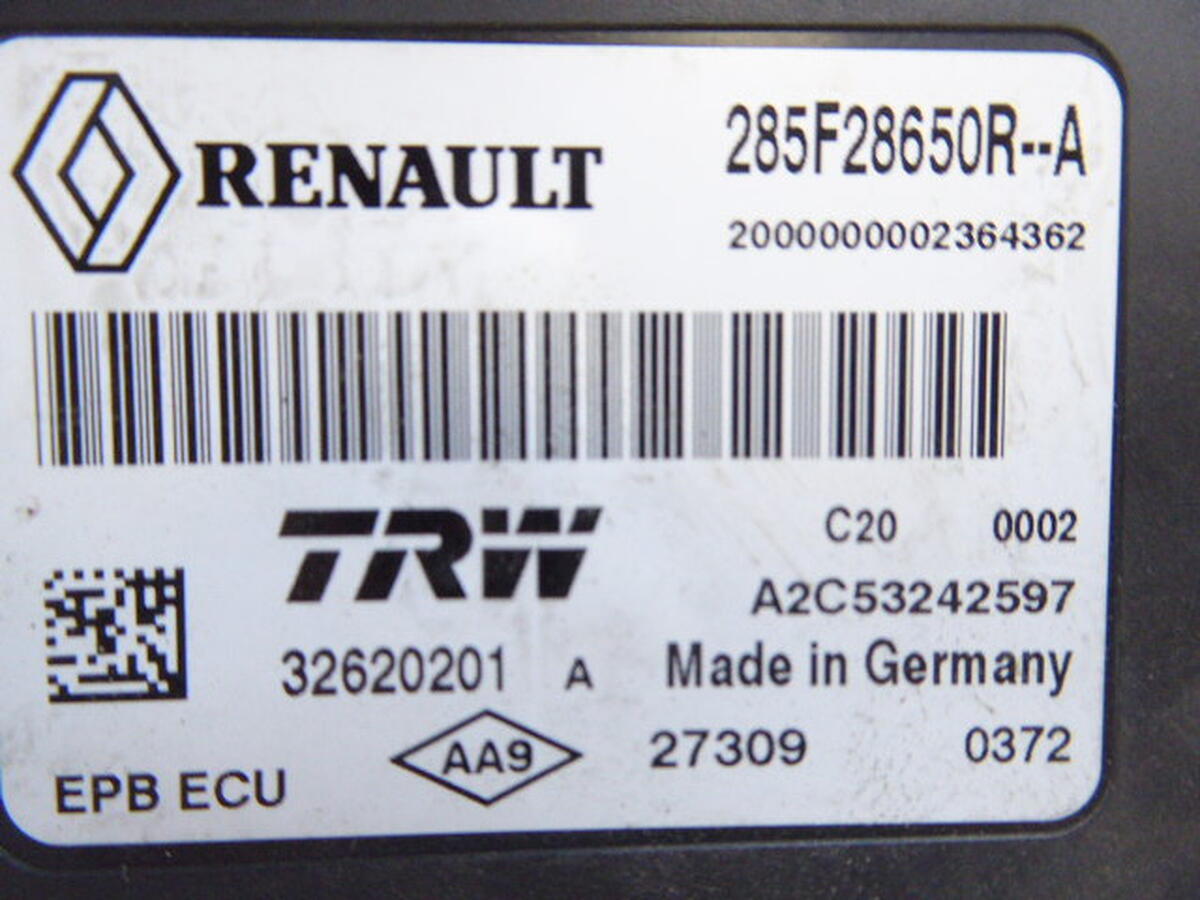 RENAULT
285F28650R--A
2000000002364362
TRW
C20 0002
A2C53242597
32620201 A
Made in Germany
AA9
27309 0372
EPB ECU